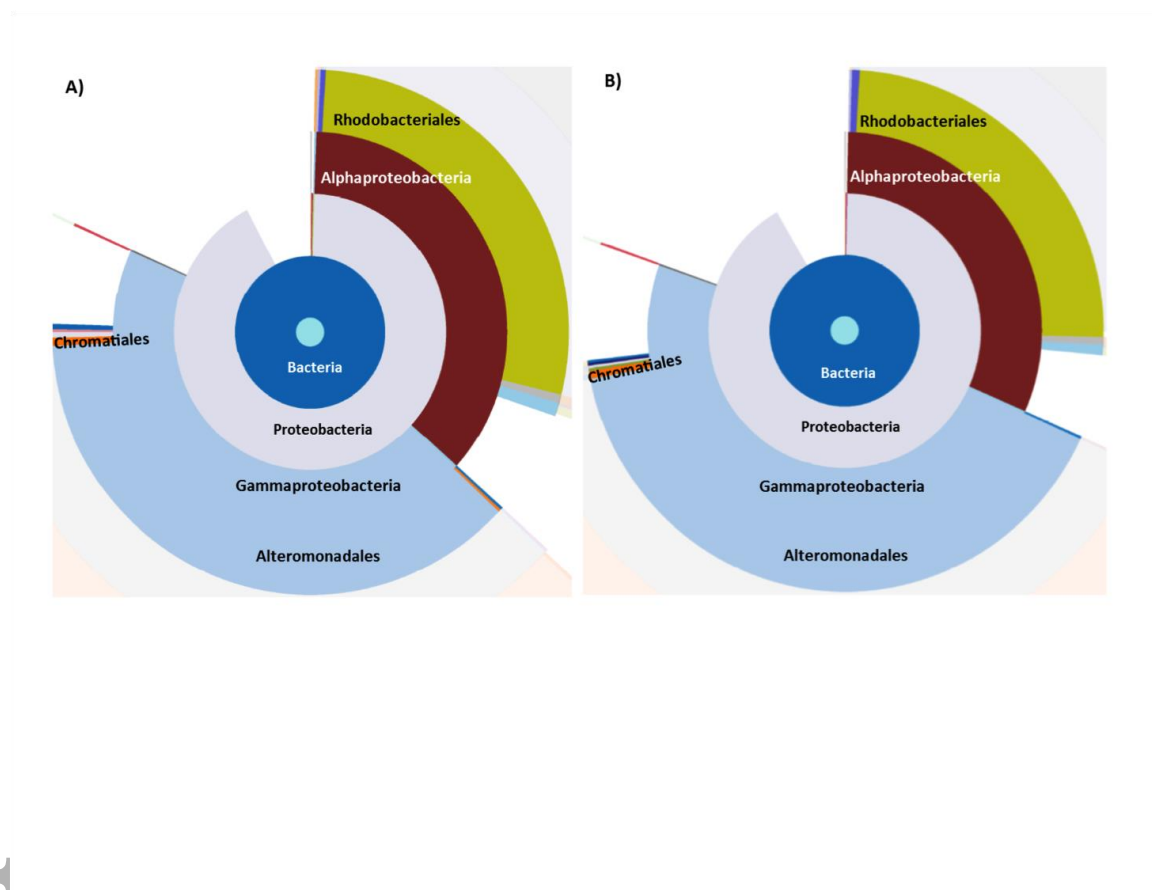 A)
Rhodobacteriales
Alphaproteobacteria
Chromatiales
Bacteria
Proteobacteria
Gammaproteobacteria
Alteromonadales
B)
Rhodobacteriales
Alphaproteobacteria
Chromatiales
Bacteria
Proteobacteria
Gammaproteobacteria
Alteromonadales